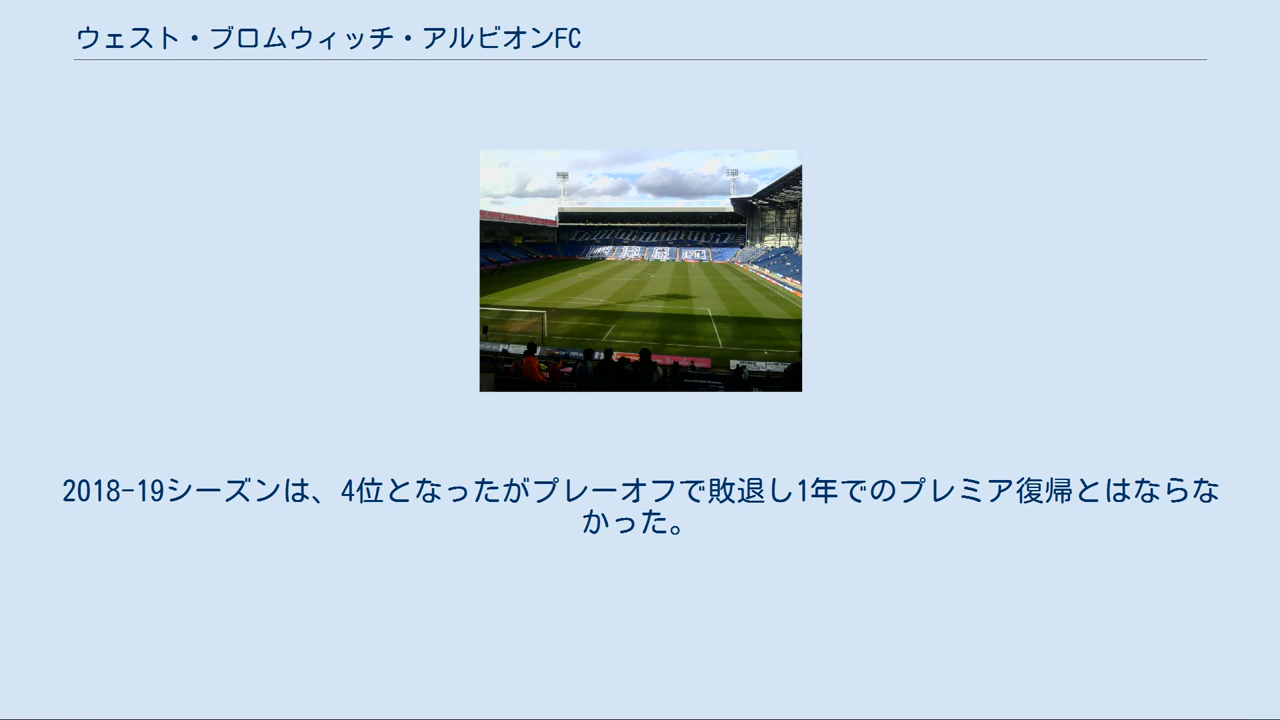 ウェスト・ブロムウィッチ・アルビオンFC
2018-19シーズンは、4位となったがプレーオフで敗退し1年でのプレミア復帰とはならな
かった。